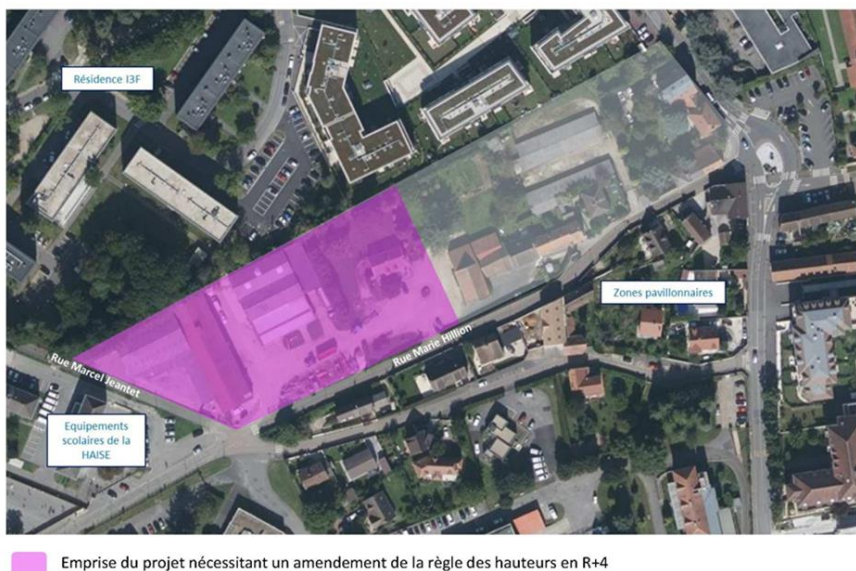 Résidence I3F
Zones pavillonnaires
Rue Marie Hillion
Rue Marcel Jeantet
Equipements
scolaires de la
HAISE
Emprise du projet nécessitant un amendement de la règle des hauteurs en R+4